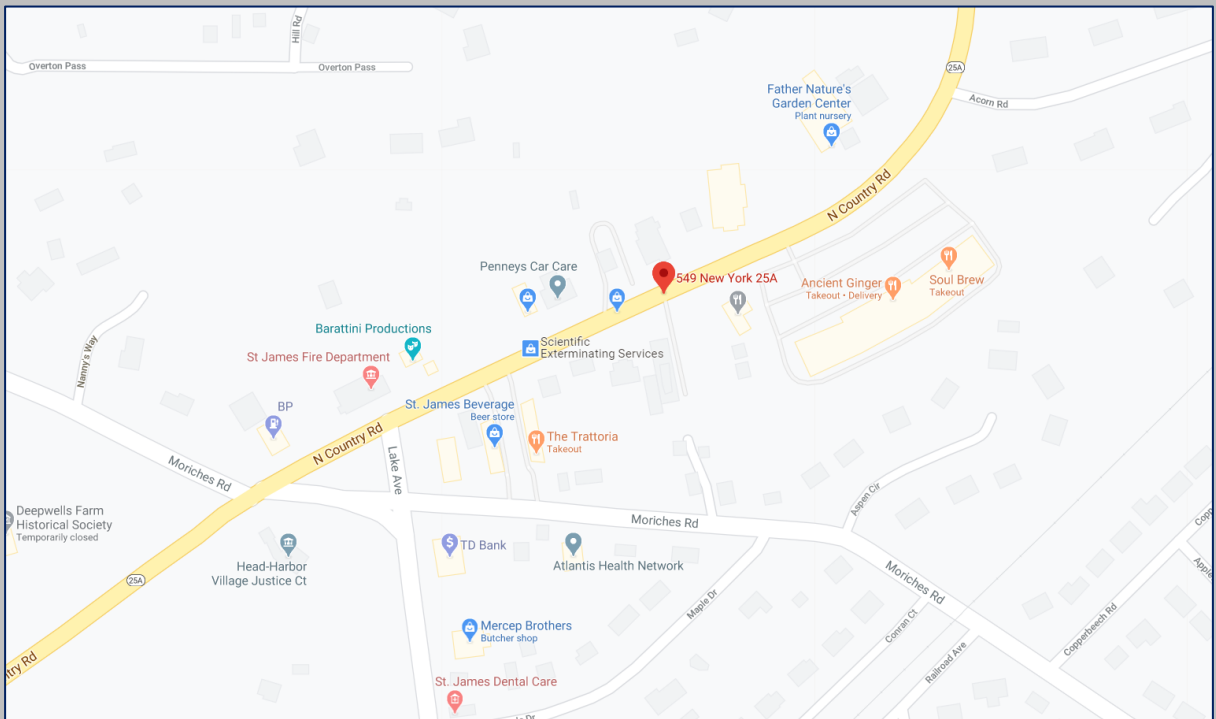 Hill Rd
Overton Pass
Overton Pass
25A
Acorn Rd
Father Nature's
Garden Center
Plant nursery
N Country Rd
Penneys Car Care
549 New York 25A
Ancient Ginger
Takeout • Delivery
Soul Brew
Takeout
Nanny's Way
Barattini Productions
Scientific
Exterminating Services
St James Fire Department
BP
St. James Beverage
Beer store
N Country Rd
The Trattoria
Takeout
Lake Ave
Moriches Rd
Deepwells Farm
Historical Society
Temporarily closed
Moriches Rd
Aspen Cir
Copp
TD Bank
Atlantis Health Network
Head-Harbor
Village Justice Ct
25A
Moriches Rd
Apple
Maple Dr
Conran Ct
Copperbeech Rd
Mercep Brothers
Butcher shop
Railroad Ave
ntry Rd
St. James Dental Care
le Dr